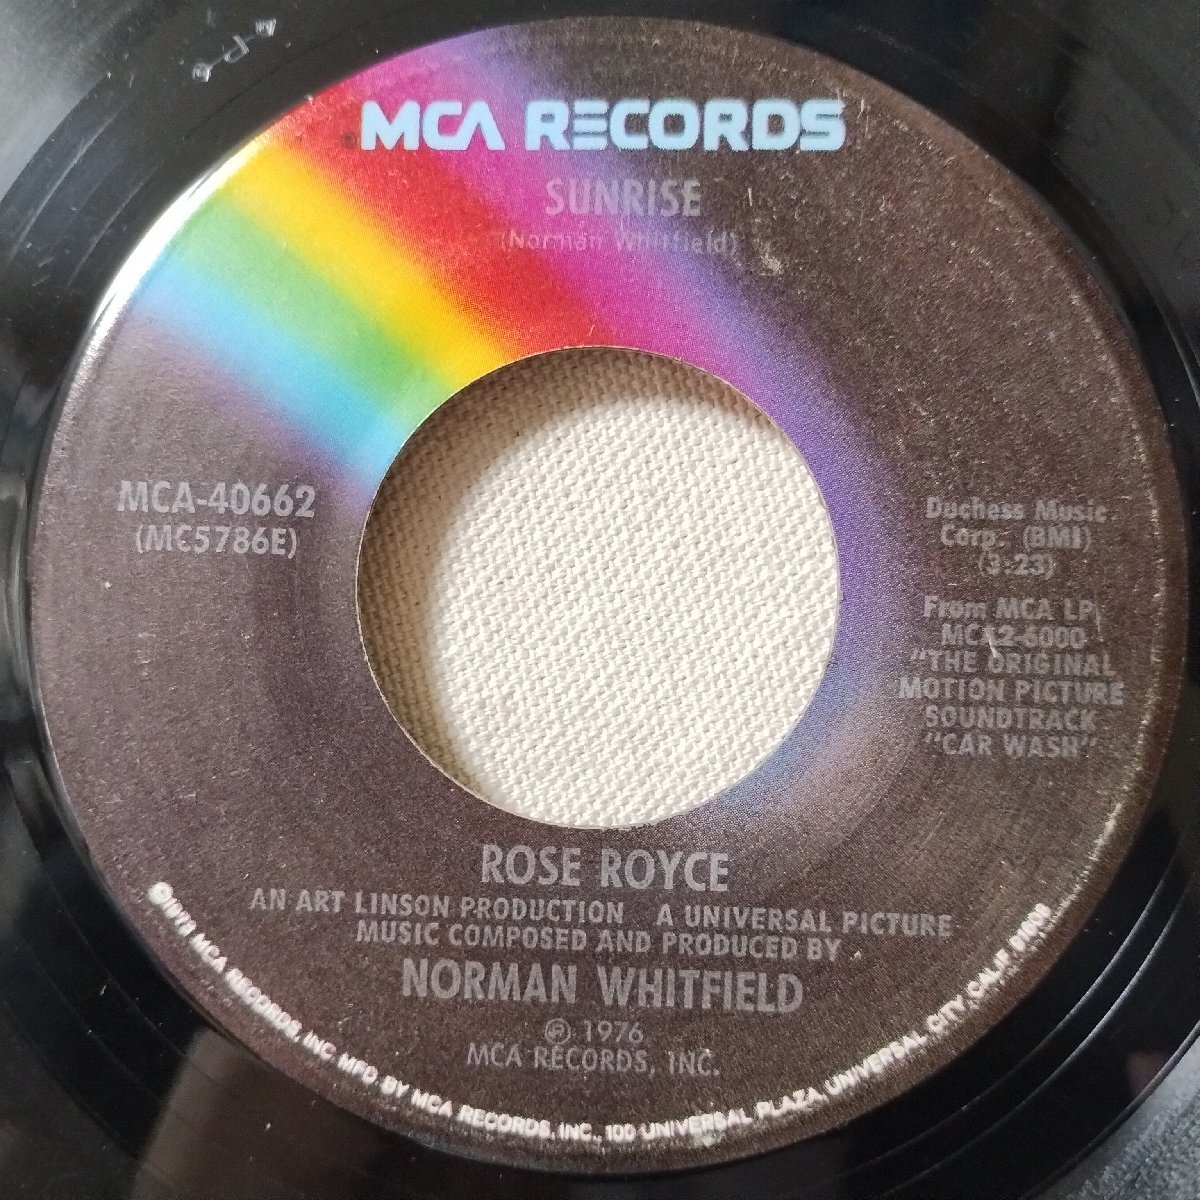 MCA RECORDS
SUNRISE
(Norman Whitfield)
MCA-40662
(MC5786E)
Duchess Music
Corp. (BMI)
(3:23)
From MCA LP
MCA2-6000
"THE ORIGINAL
MOTION PICTURE
SOUNDTRACK
"CAR WASH"
ROSE ROYCE
AN ART LINSON PRODUCTION A UNIVERSAL PICTURE
MUSIC COMPOSED AND PRODUCED BY
NORMAN WHITFIELD
℗ 1976
MCA RECORDS, INC.
MCA RECORDS, INC MFD BY MCA RECORDS, INC., 100 UNIVERSAL PLAZA, UNIVERSAL CITY, CALIF